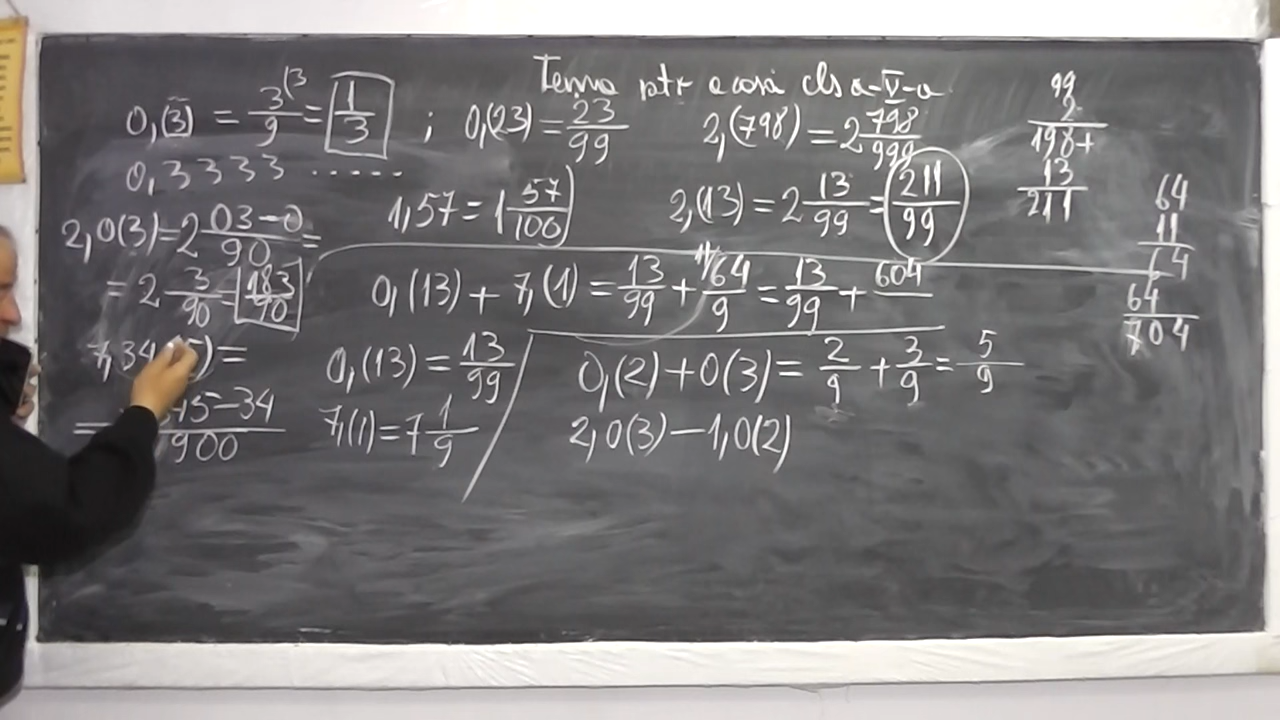 Tema ptr acasă cls a-V-a
0,(3) = 3/9 (3 = 1/3 ; 0,(23) = 23/99
2,(798) = 2 798/999
0,3333 ......
1,57 = 1 57/100
2,(13) = 2 13/99 = 211/99
2,0(3) = 2 03-0/90 =
= 2 3/90 = 183/90
0,(13) + 7,(1) = 13/99 + 11/ 64/9 = 13/99 + 604
7,34
= 5-34/900
0,(13) = 13/99
7,(1) = 7 1/9
0,(2) + 0(3) = 2/9 + 3/9 = 5/9
2,0(3) - 1,0(2)
99
2
198+
13
211
64
11
64
64
704